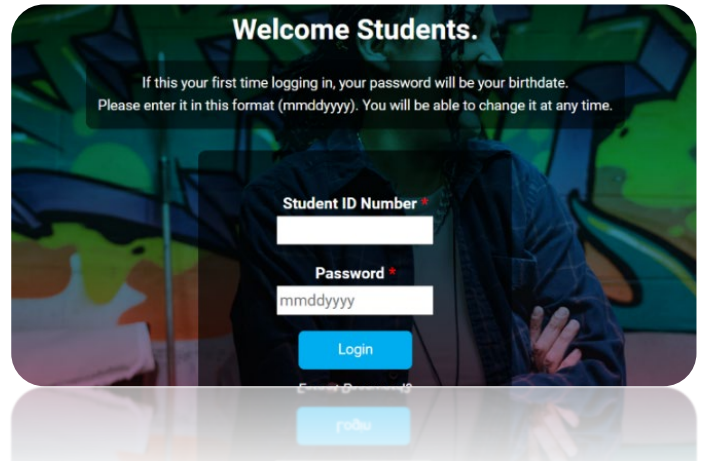 Welcome Students.
If this your first time logging in, your password will be your birthdate.
Please enter it in this format (mmddyyyy). You will be able to change it at any time.
Student ID Number *
Password *
mmddyyyy
Login